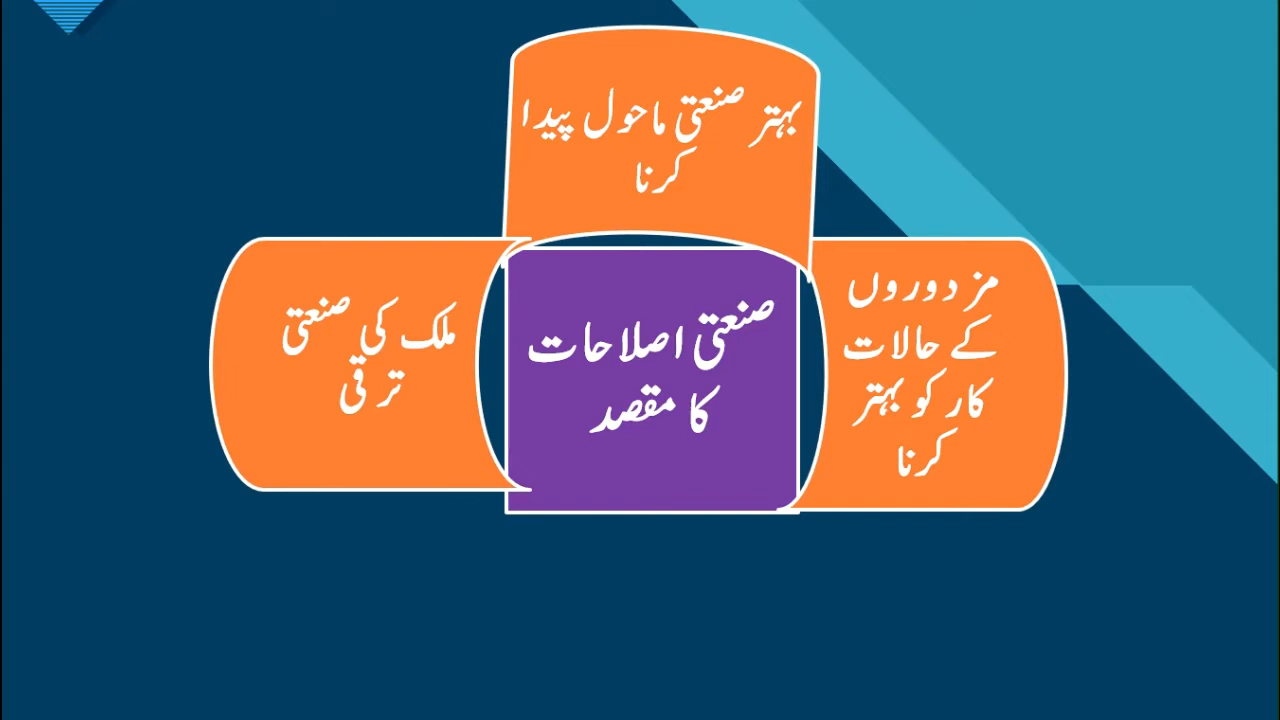 بہتر صنعتی ماحول پیدا
کرنا
مزدوروں
کے حالات
کار کو بہتر
کرنا
صنعتی اصلاحات
کا مقصد
ملک کی صنعتی
ترقی